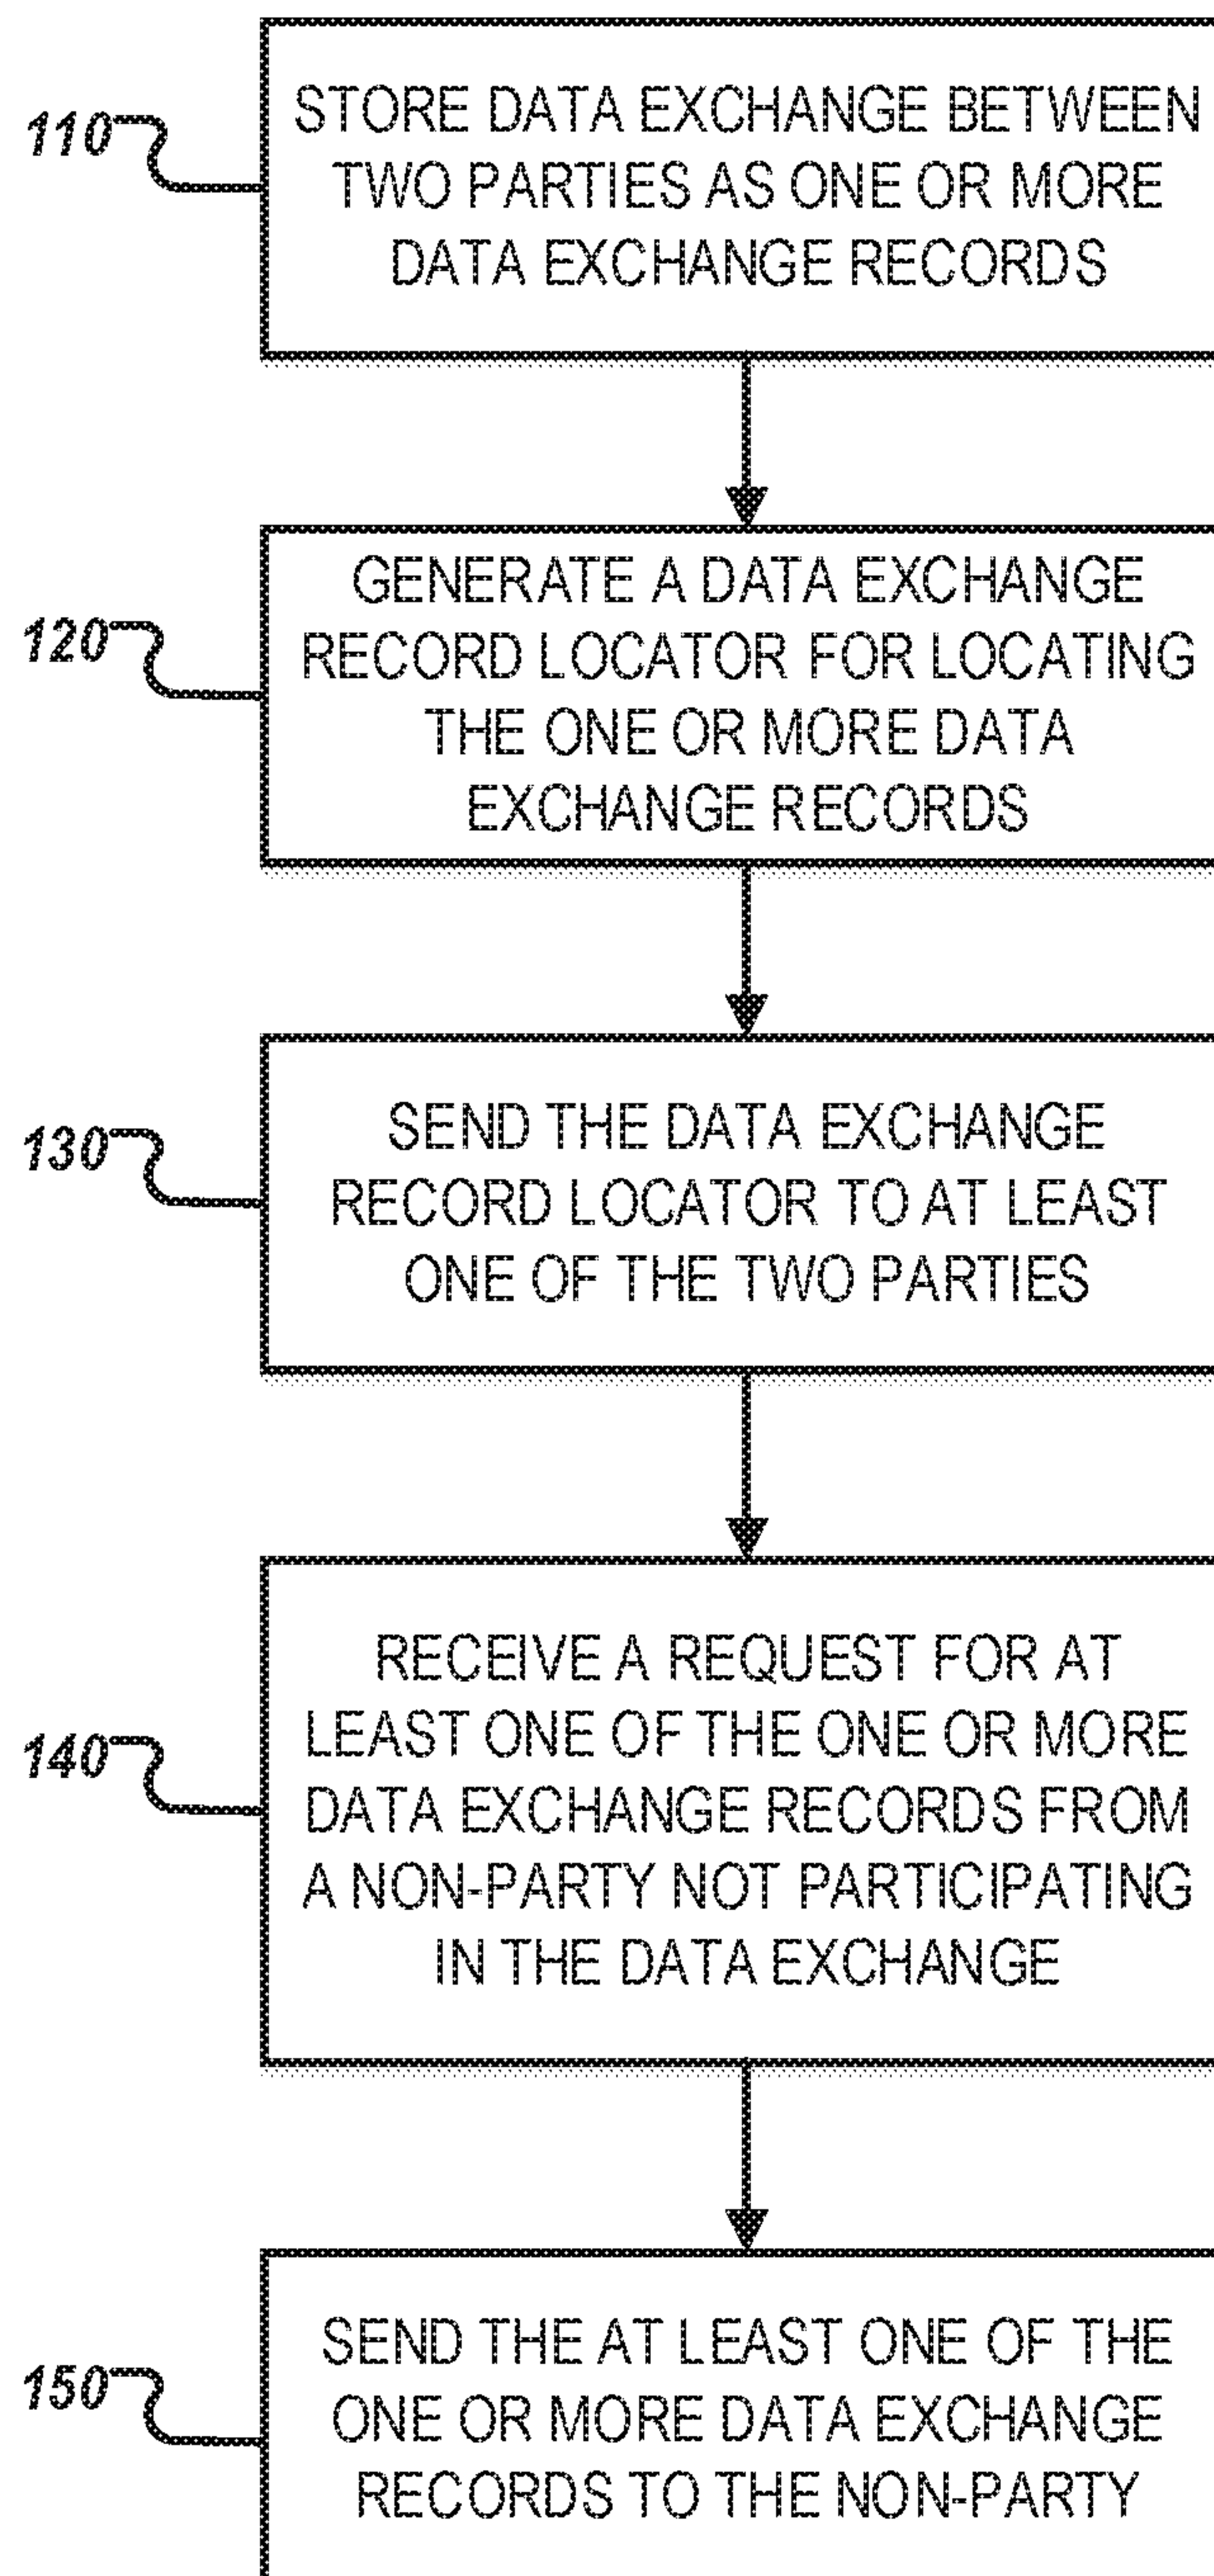 110
STORE DATA EXCHANGE BETWEEN
TWO PARTIES AS ONE OR MORE
DATA EXCHANGE RECORDS
120
GENERATE A DATA EXCHANGE
RECORD LOCATOR FOR LOCATING
THE ONE OR MORE DATA
EXCHANGE RECORDS
130
SEND THE DATA EXCHANGE
RECORD LOCATOR TO AT LEAST
ONE OF THE TWO PARTIES
140
RECEIVE A REQUEST FOR AT
LEAST ONE OF THE ONE OR MORE
DATA EXCHANGE RECORDS FROM
A NON-PARTY NOT PARTICIPATING
IN THE DATA EXCHANGE
150
SEND THE AT LEAST ONE OF THE
ONE OR MORE DATA EXCHANGE
RECORDS TO THE NON-PARTY